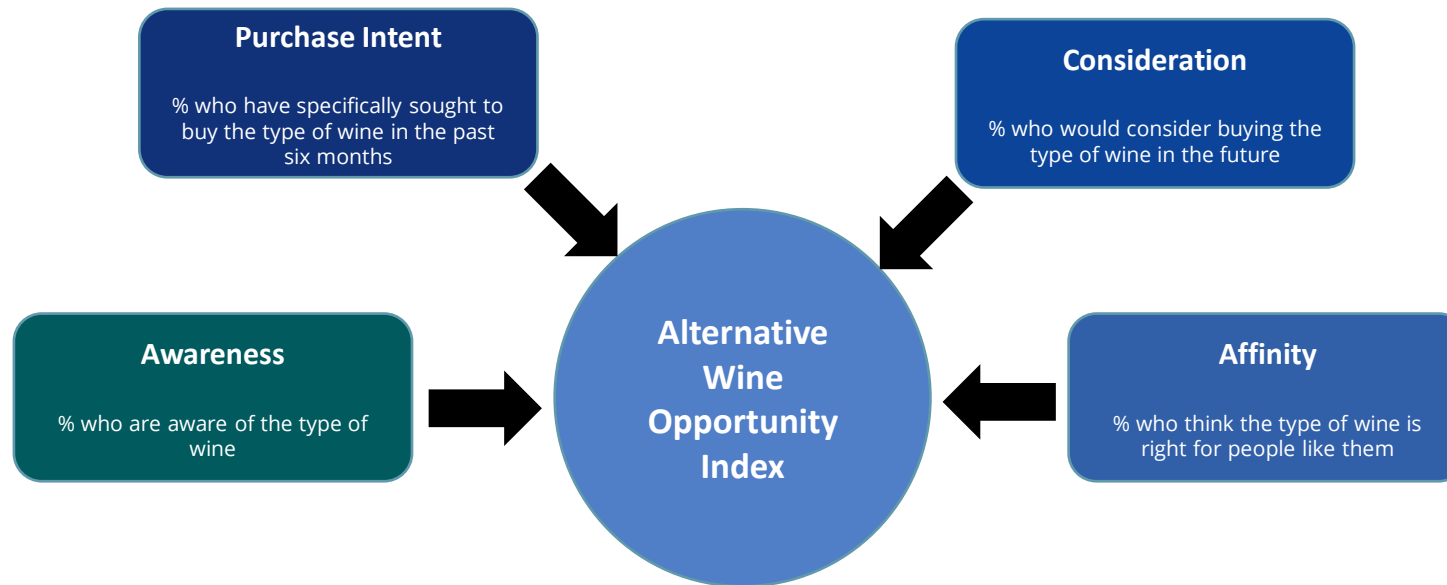 Purchase Intent
% who have specifically sought to
buy the type of wine in the past
six months
Consideration
% who would consider buying the
type of wine in the future
Awareness
% who are aware of the type of
wine
Alternative
Wine
Opportunity
Index
Affinity
% who think the type of wine is
right for people like them